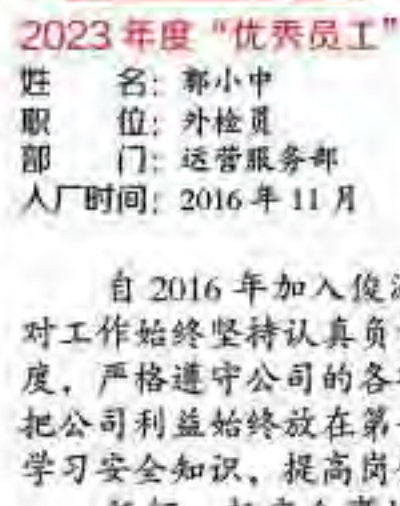 2023 年度 “优秀员工”
姓 名：郭小中
职 位：外检员
部 门：运营服务部
入厂时间：2016 年 11 月
自 2016 年加入俊
对工作始终坚持认真负
度，严格遵守公司的各
把公司利益始终放在第
学习安全知识，提高岗